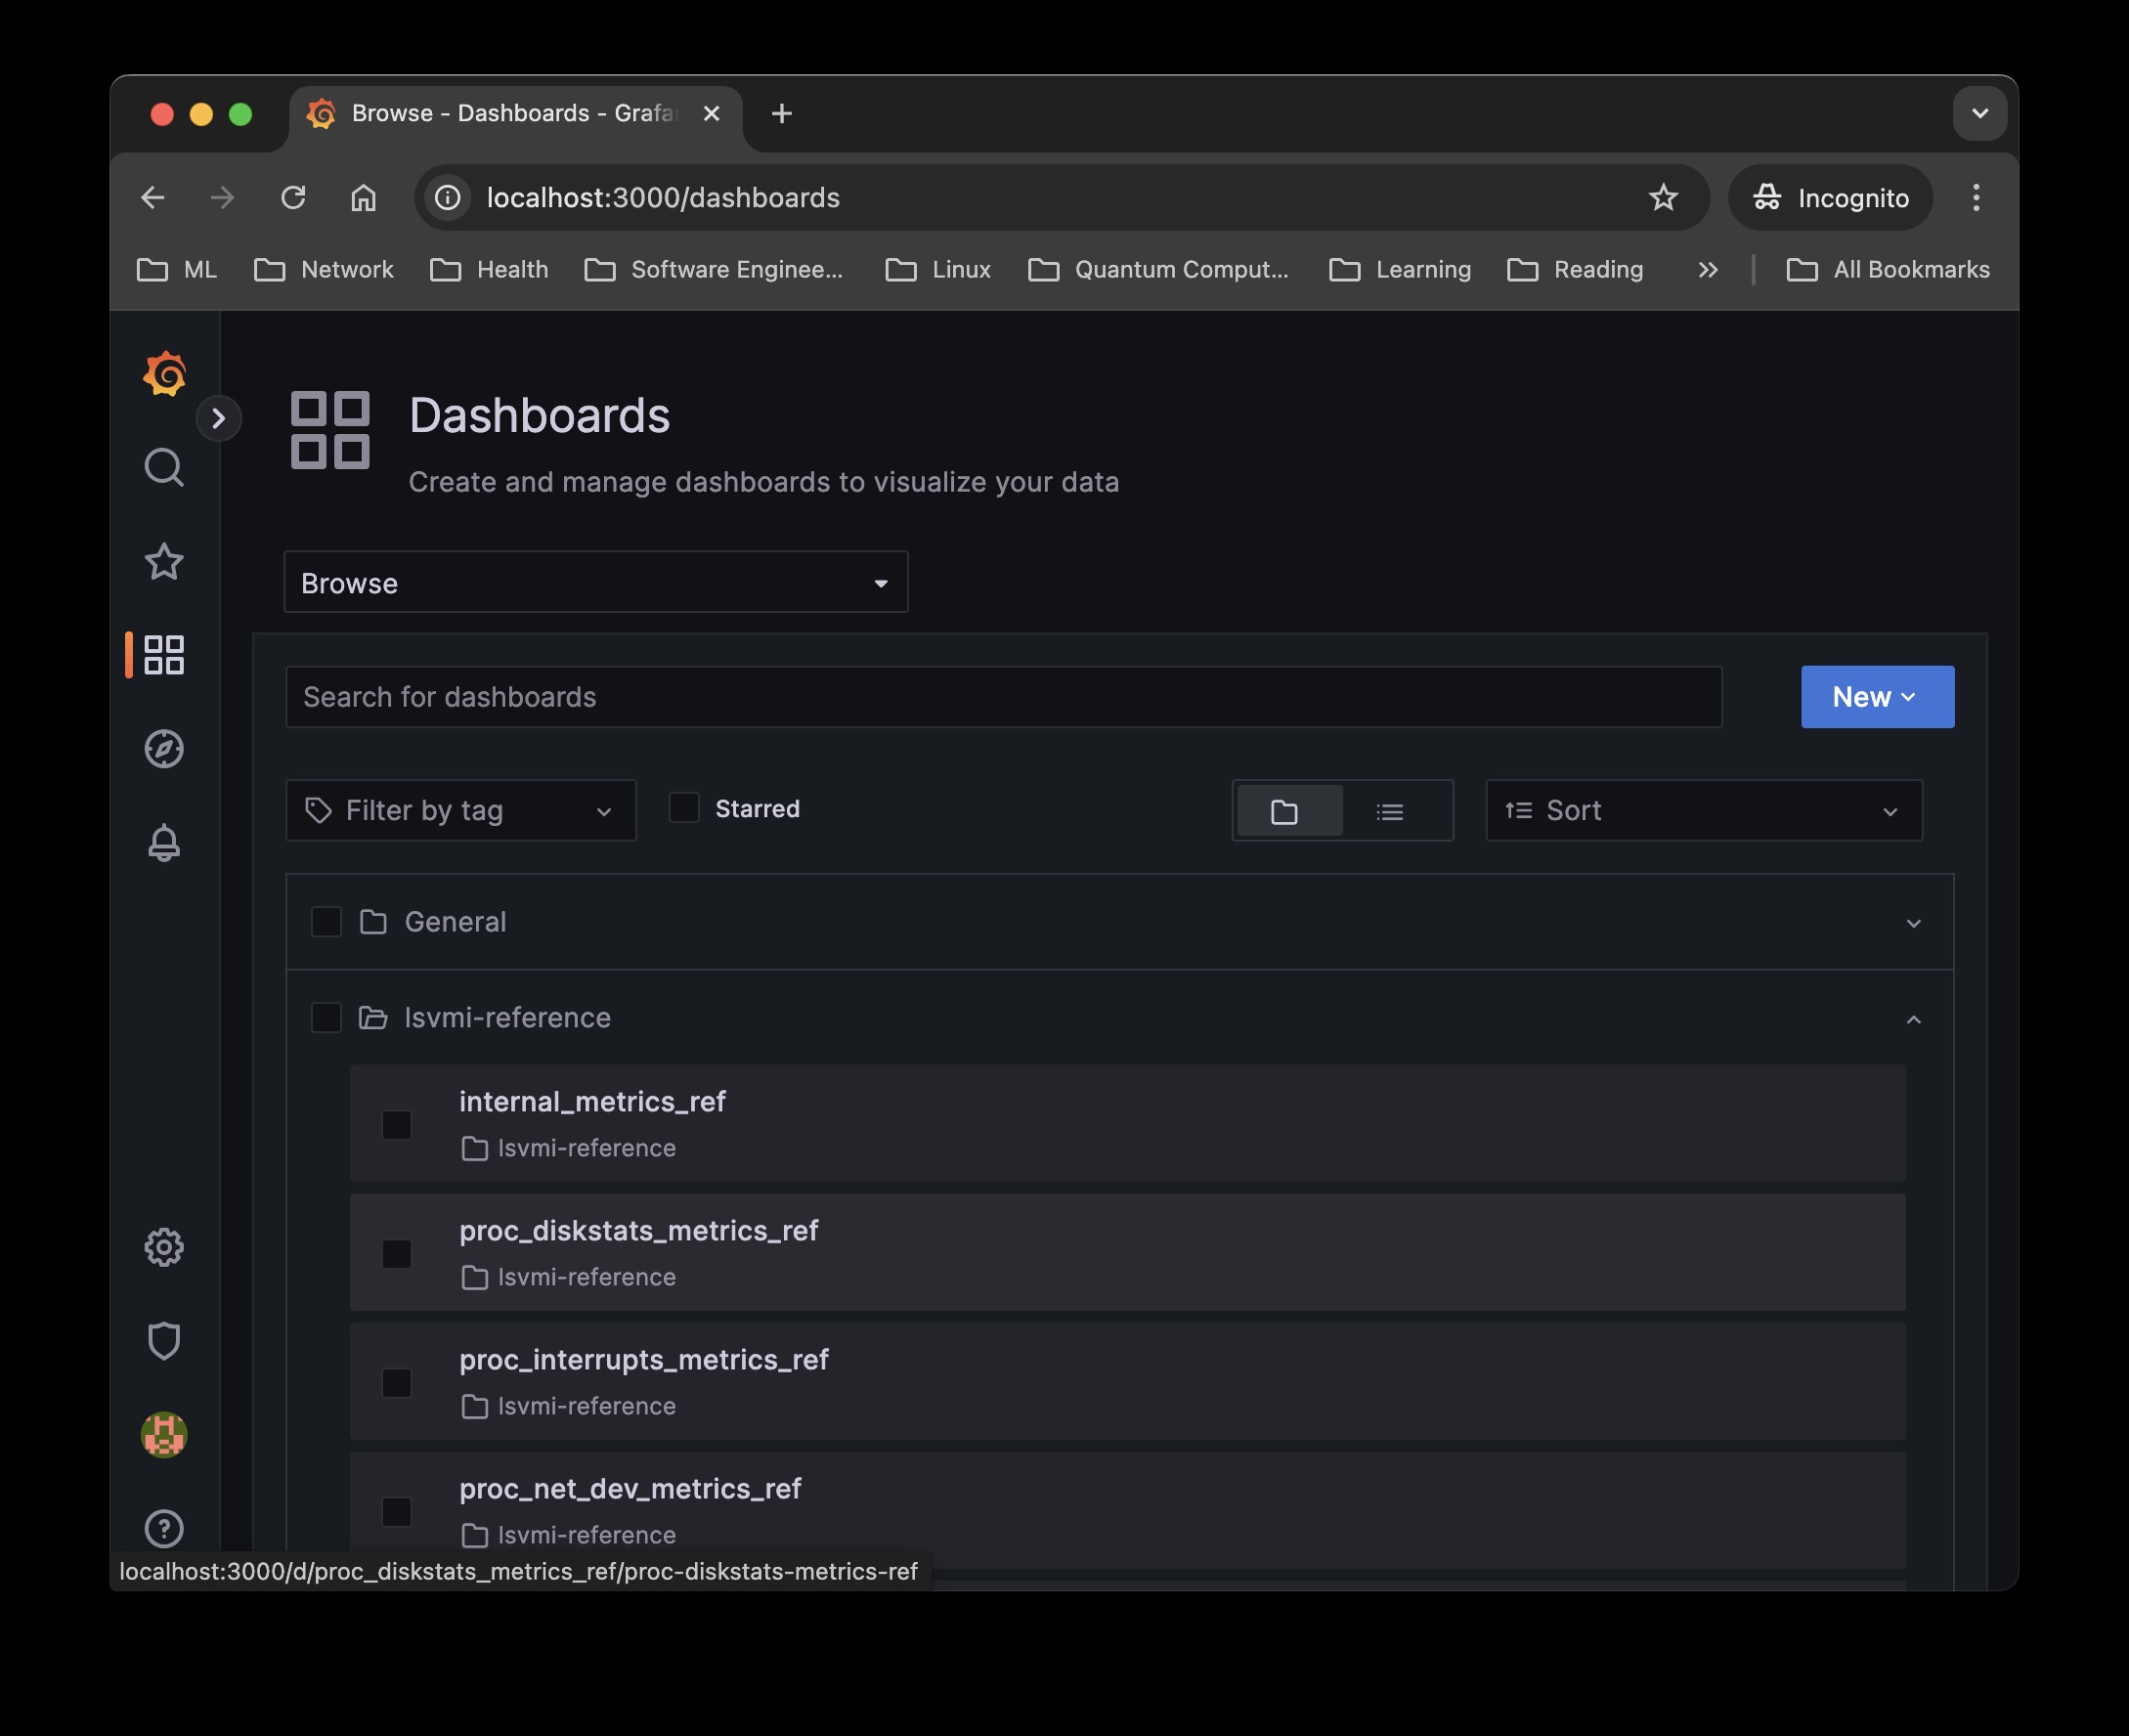 Browse - Dashboards - Grafa
localhost:3000/dashboards
Incognito
ML
Network
Health
Software Enginee...
Linux
Quantum Comput...
Learning
Reading
All Bookmarks
Dashboards
Create and manage dashboards to visualize your data
Browse
Search for dashboards
New
Filter by tag
Starred
Sort
General
lsvmi-reference
internal_metrics_ref
lsvmi-reference
proc_diskstats_metrics_ref
lsvmi-reference
proc_interrupts_metrics_ref
lsvmi-reference
proc_net_dev_metrics_ref
lsvmi-reference
localhost:3000/d/proc_diskstats_metrics_ref/proc-diskstats-metrics-ref